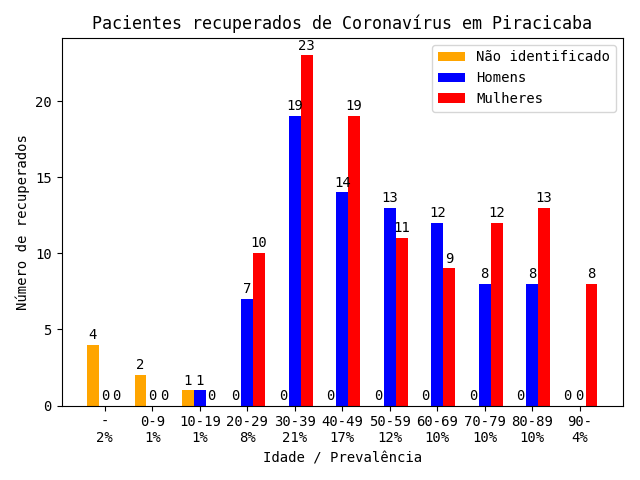 Pacientes recuperados de Coronavírus em Piracicaba
Não identificado
Homens
Mulheres
Número de recuperados
20
15
10
5
0
4 0 0
2 0 0
1 1 0
0 7 10
0 19 23
0 14 19
0 13 11
0 12 9
0 8 12
0 8 13
0 0 8
- 0-9 10-19 20-29 30-39 40-49 50-59 60-69 70-79 80-89 90-
2% 1% 1% 8% 21% 17% 12% 10% 10% 10% 4%
Idade / Prevalência